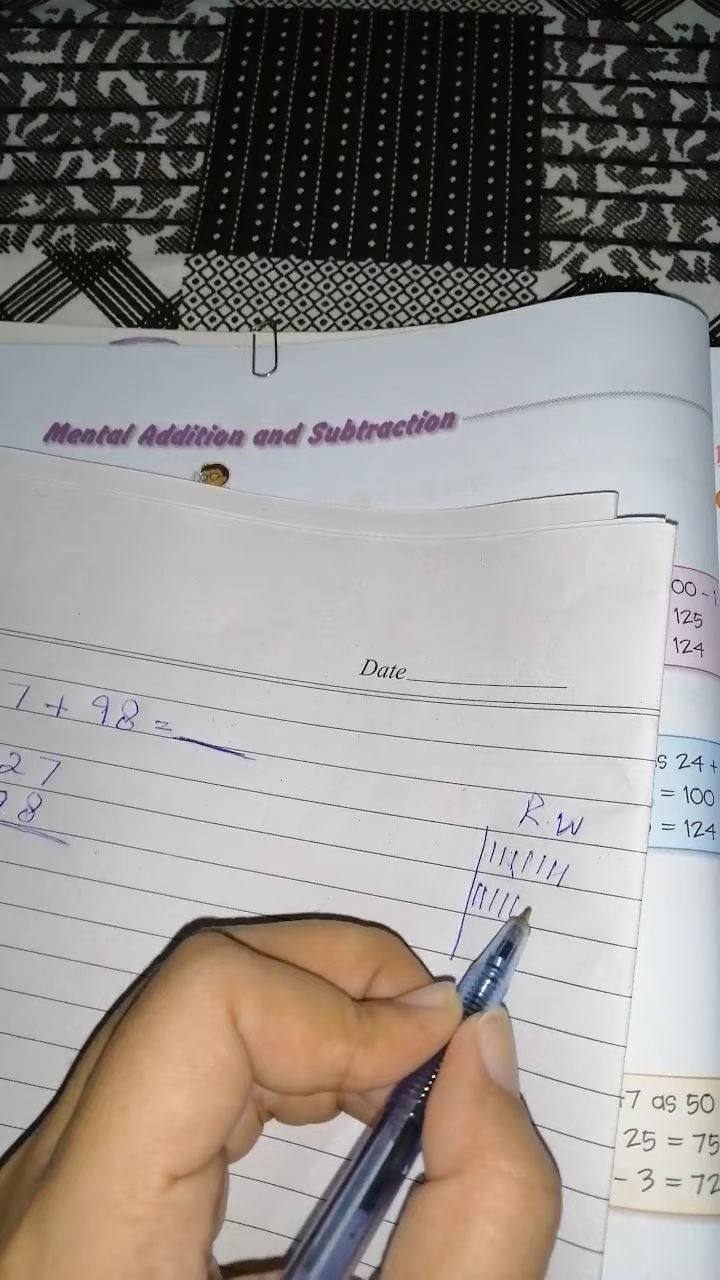 Mental Addition and Subtraction
00 -
125
124
Date
7 + 98 =
27
8
R.W
24 +
= 100
= 124
7 as 50
25 = 75
- 3 = 72